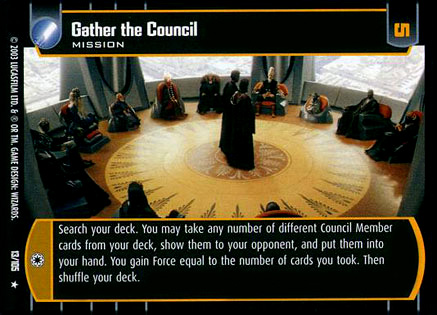 Gather the Council
MISSION
5
© 2003 LUCASFILM LTD. & ® OR TM. GAME DESIGN: WIZARDS.
Search your deck. You may take any number of different Council Member
cards from your deck, show them to your opponent, and put them into
your hand. You gain Force equal to the number of cards you took. Then
shuffle your deck.
13/105